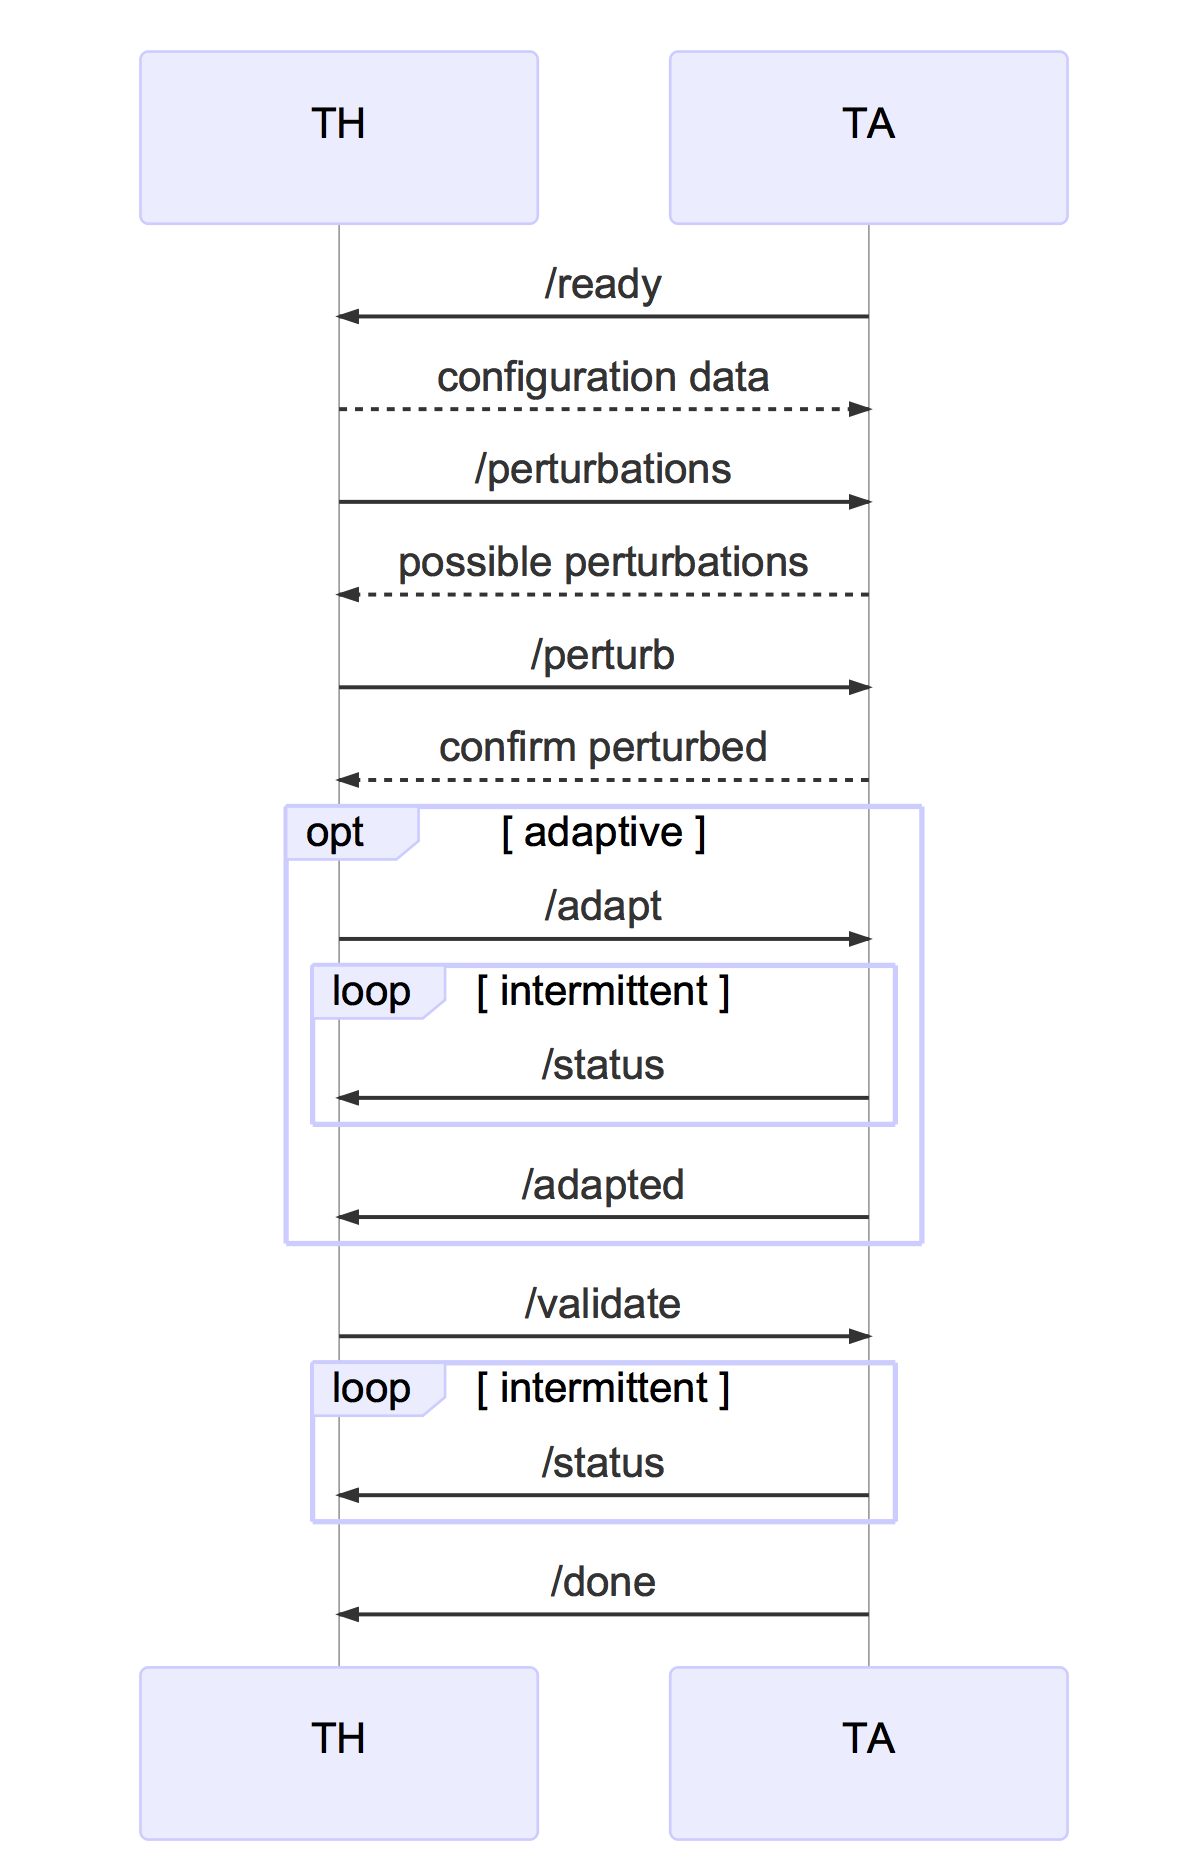 TH
TA
/ready
configuration data
/perturbations
possible perturbations
/perturb
confirm perturbed
opt
[ adaptive ]
/adapt
loop
[ intermittent ]
/status
/adapted
/validate
loop
[ intermittent ]
/status
/done
TH
TA